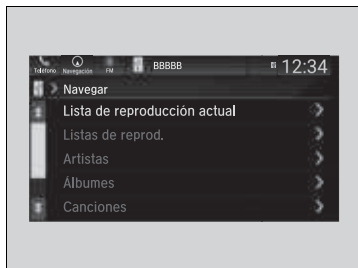 Teléfono Navegación FM BBBBB 12:34
Navegar
Lista de reproducción actual
Listas de reprod.
Artistas
Álbumes
Canciones